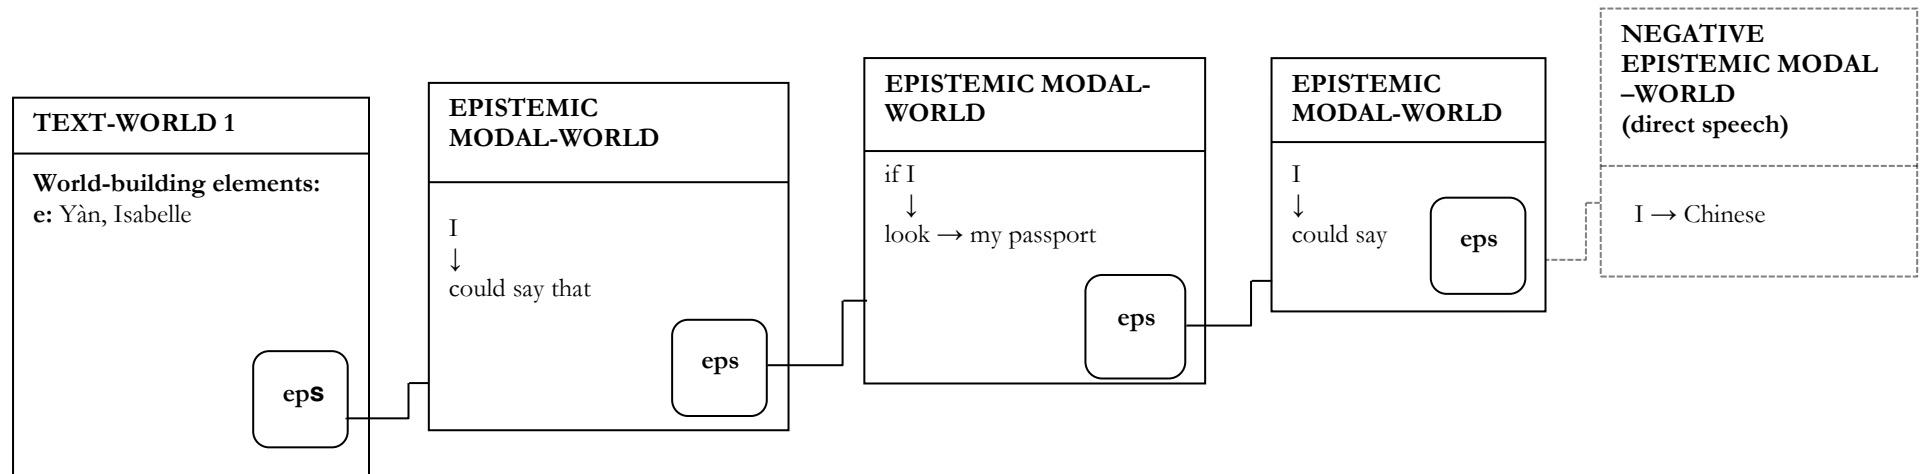 TEXT-WORLD 1
World-building elements:
e: Yàn, Isabelle
eps
EPISTEMIC
MODAL-WORLD
I
↓
could say that
eps
EPISTEMIC MODAL-
WORLD
if I
↓
look → my passport
eps
EPISTEMIC
MODAL-WORLD
I
↓
could say
eps
NEGATIVE
EPISTEMIC MODAL
–WORLD
(direct speech)
I → Chinese